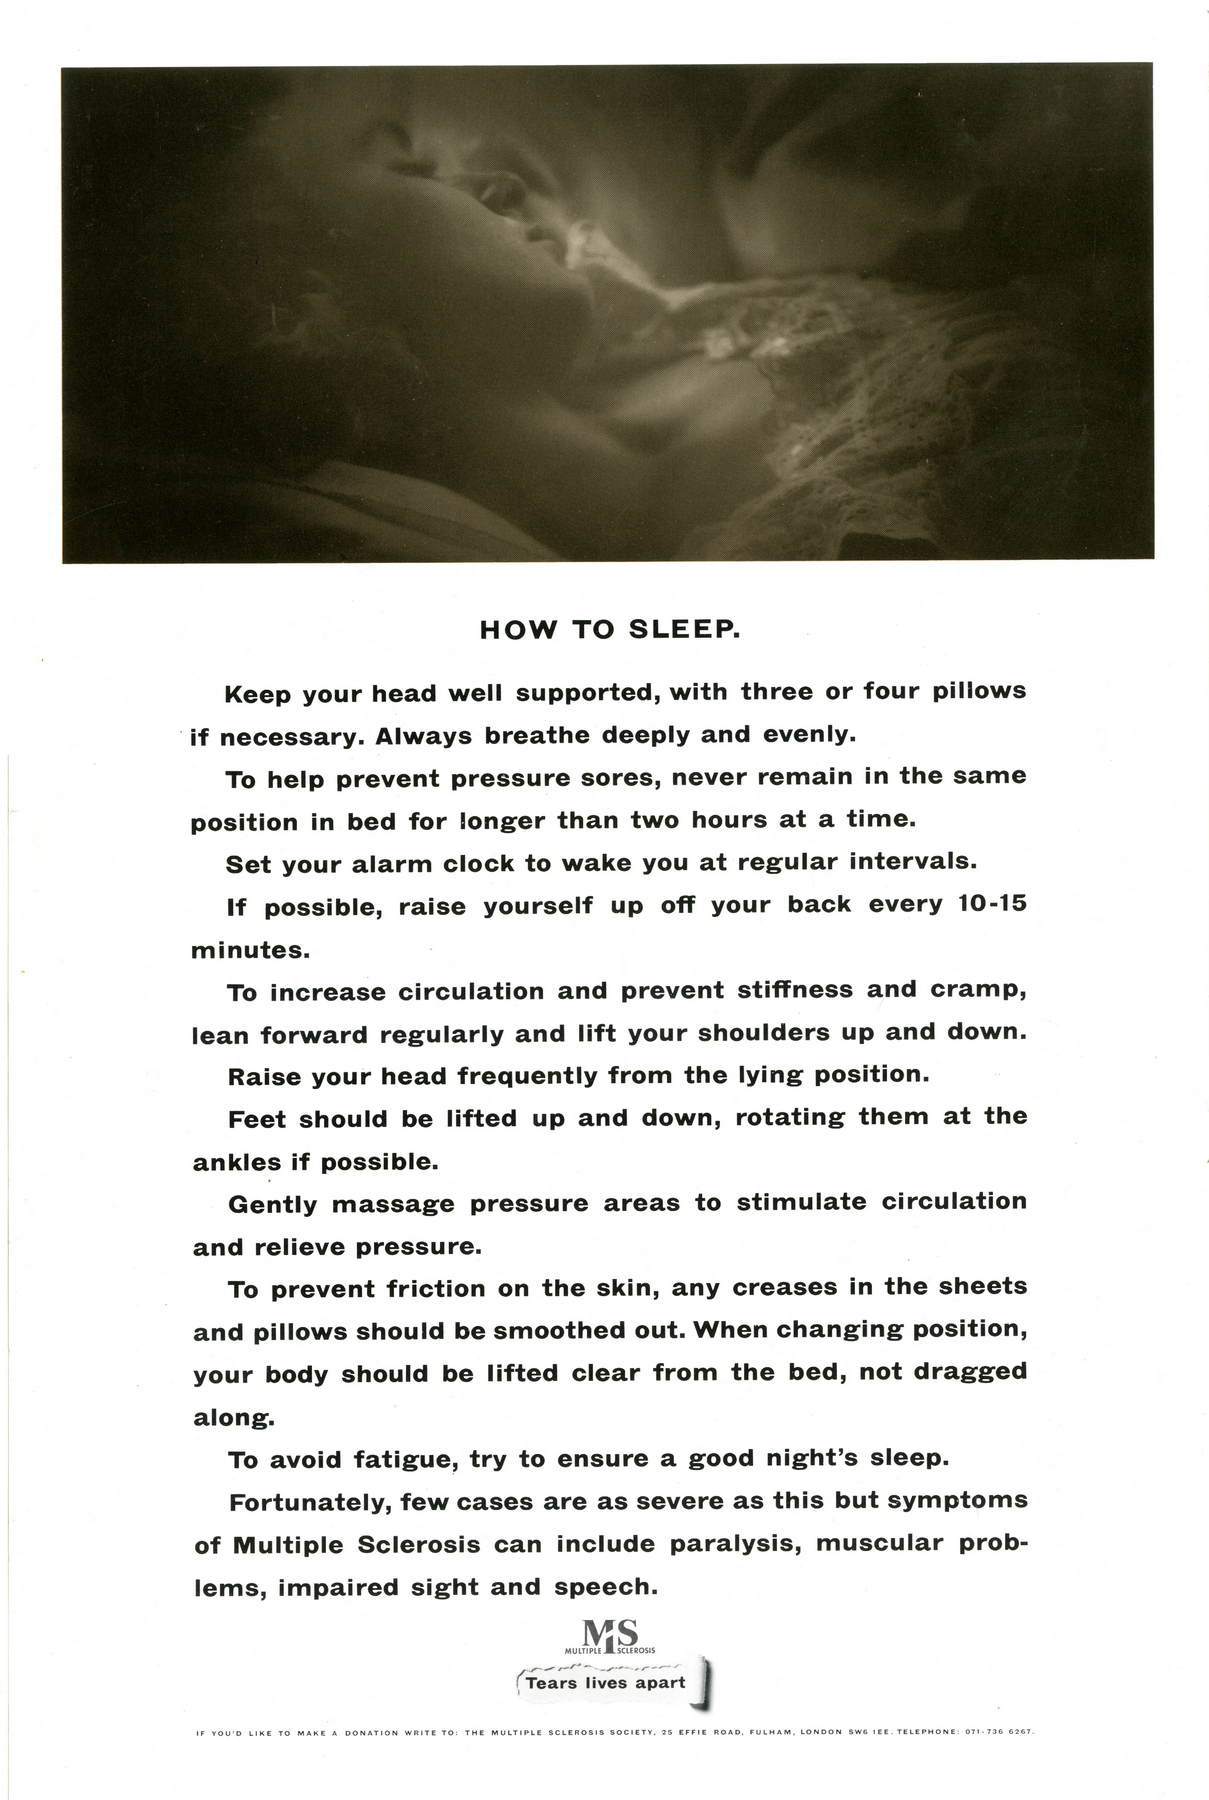 HOW TO SLEEP.
Keep your head well supported, with three or four pillows
if necessary. Always breathe deeply and evenly.
To help prevent pressure sores, never remain in the same
position in bed for longer than two hours at a time.
Set your alarm clock to wake you at regular intervals.
If possible, raise yourself up off your back every 10-15
minutes.
To increase circulation and prevent stiffness and cramp,
lean forward regularly and lift your shoulders up and down.
Raise your head frequently from the lying position.
Feet should be lifted up and down, rotating them at the
ankles if possible.
Gently massage pressure areas to stimulate circulation
and relieve pressure.
To prevent friction on the skin, any creases in the sheets
and pillows should be smoothed out. When changing position,
your body should be lifted clear from the bed, not dragged
along.
To avoid fatigue, try to ensure a good night's sleep.
Fortunately, few cases are as severe as this but symptoms
of Multiple Sclerosis can include paralysis, muscular prob-
lems, impaired sight and speech.
MS
MULTIPLE SCLEROSIS
Tears lives apart
IF YOU'D LIKE TO MAKE A DONATION WRITE TO: THE MULTIPLE SCLEROSIS SOCIETY, 25 EFFIE ROAD, FULHAM, LONDON SW6 1EE. TELEPHONE: 071-736 6267.